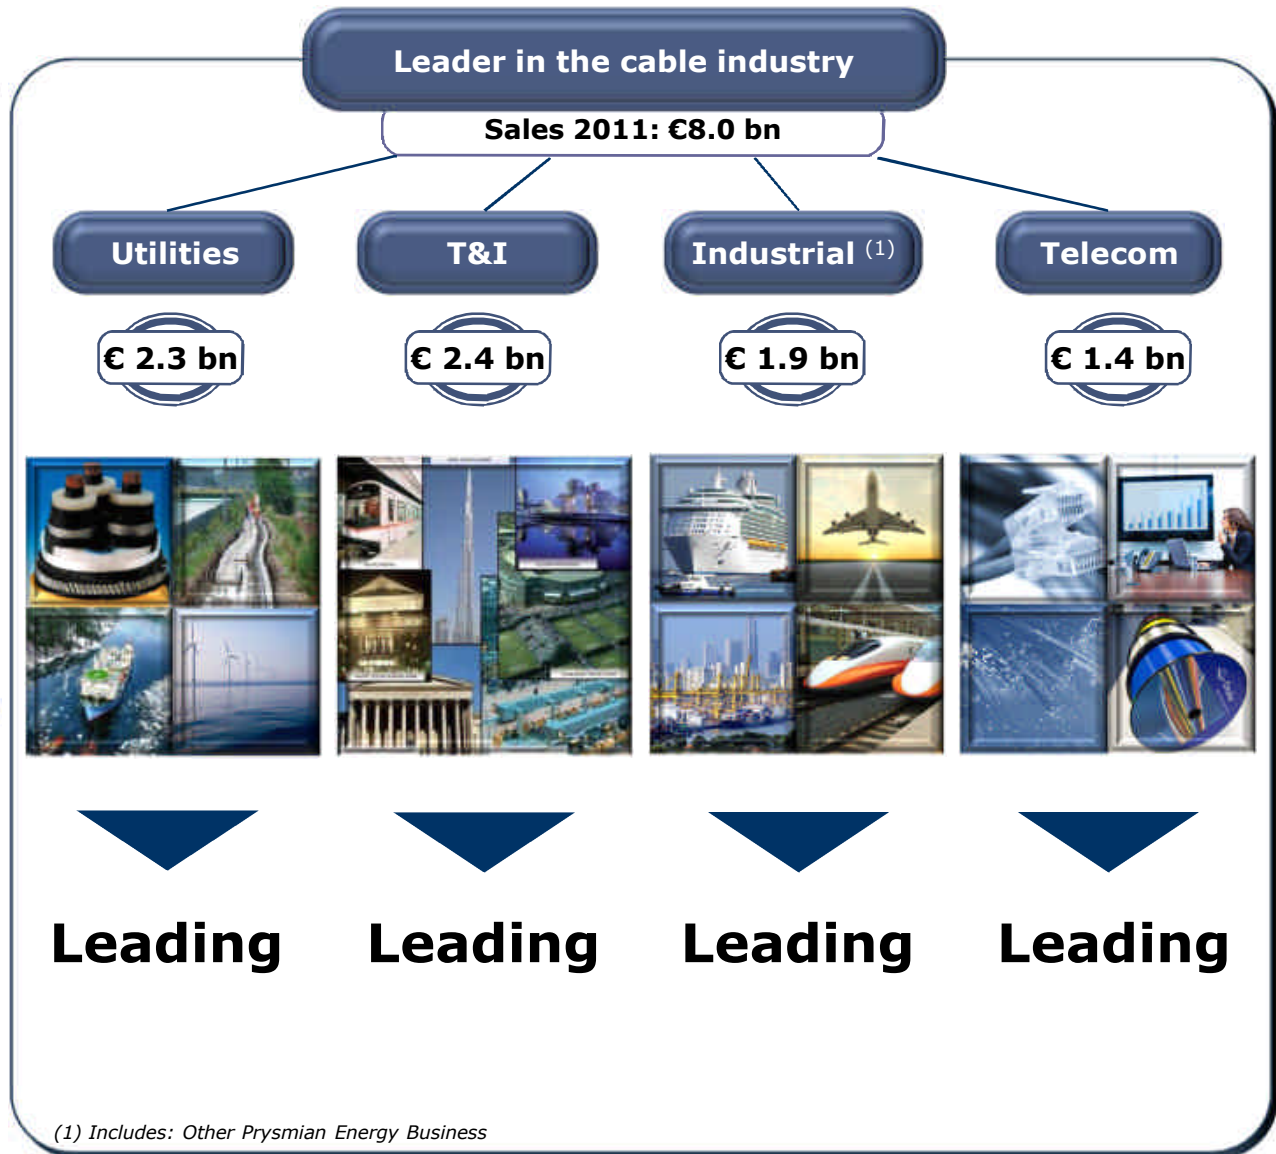 Leader in the cable industry
Sales 2011: €8.0 bn
Utilities
T&I
Industrial (1)
Telecom
€ 2.3 bn
€ 2.4 bn
€ 1.9 bn
€ 1.4 bn
Leading
Leading
Leading
Leading
(1) Includes: Other Prysmian Energy Business